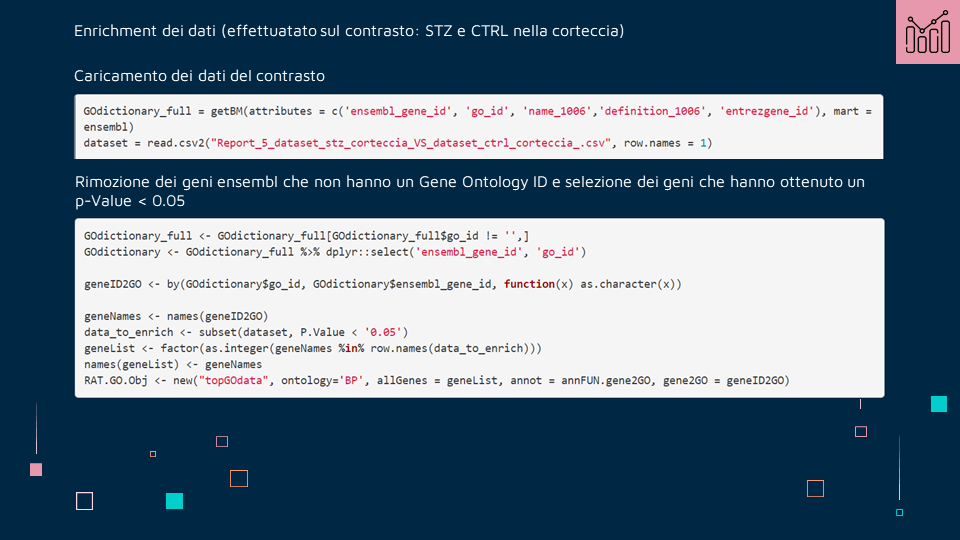 Enrichment dei dati (effettuatato sul contrasto: STZ e CTRL nella corteccia)
Caricamento dei dati del contrasto
GOdictionary_full = getBM(attributes = c('ensembl_gene_id', 'go_id', 'name_1006','definition_1006', 'entrezgene_id'), mart =
ensembl)
dataset = read.csv2("Report_5_dataset_stz_corteccia_VS_dataset_ctrl_corteccia_.csv", row.names = 1)
Rimozione dei geni ensembl che non hanno un Gene Ontology ID e selezione dei geni che hanno ottenuto un
p-Value < 0.05
GOdictionary_full <- GOdictionary_full[GOdictionary_full$go_id != '',]
GOdictionary <- GOdictionary_full %>% dplyr::select('ensembl_gene_id', 'go_id')
geneID2GO <- by(GOdictionary$go_id, GOdictionary$ensembl_gene_id, function(x) as.character(x))
geneNames <- names(geneID2GO)
data_to_enrich <- subset(dataset, P.Value < '0.05')
geneList <- factor(as.integer(geneNames %in% row.names(data_to_enrich)))
names(geneList) <- geneNames
RAT.GO.Obj <- new("topGOdata", ontology='BP', allGenes = geneList, annot = annFUN.gene2GO, gene2GO = geneID2GO)